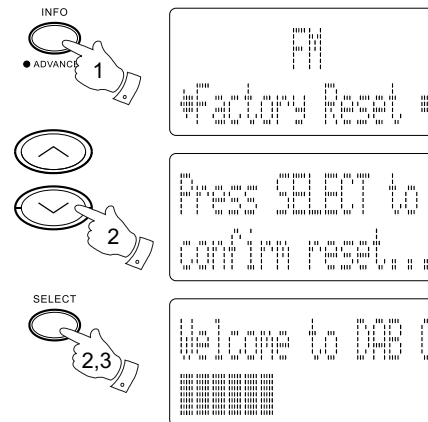 INFO
● ADVANCE
1
FM
Factory Reset
2
Press SELECT to
confirm reset...
SELECT
2,3
Welcome to DAB